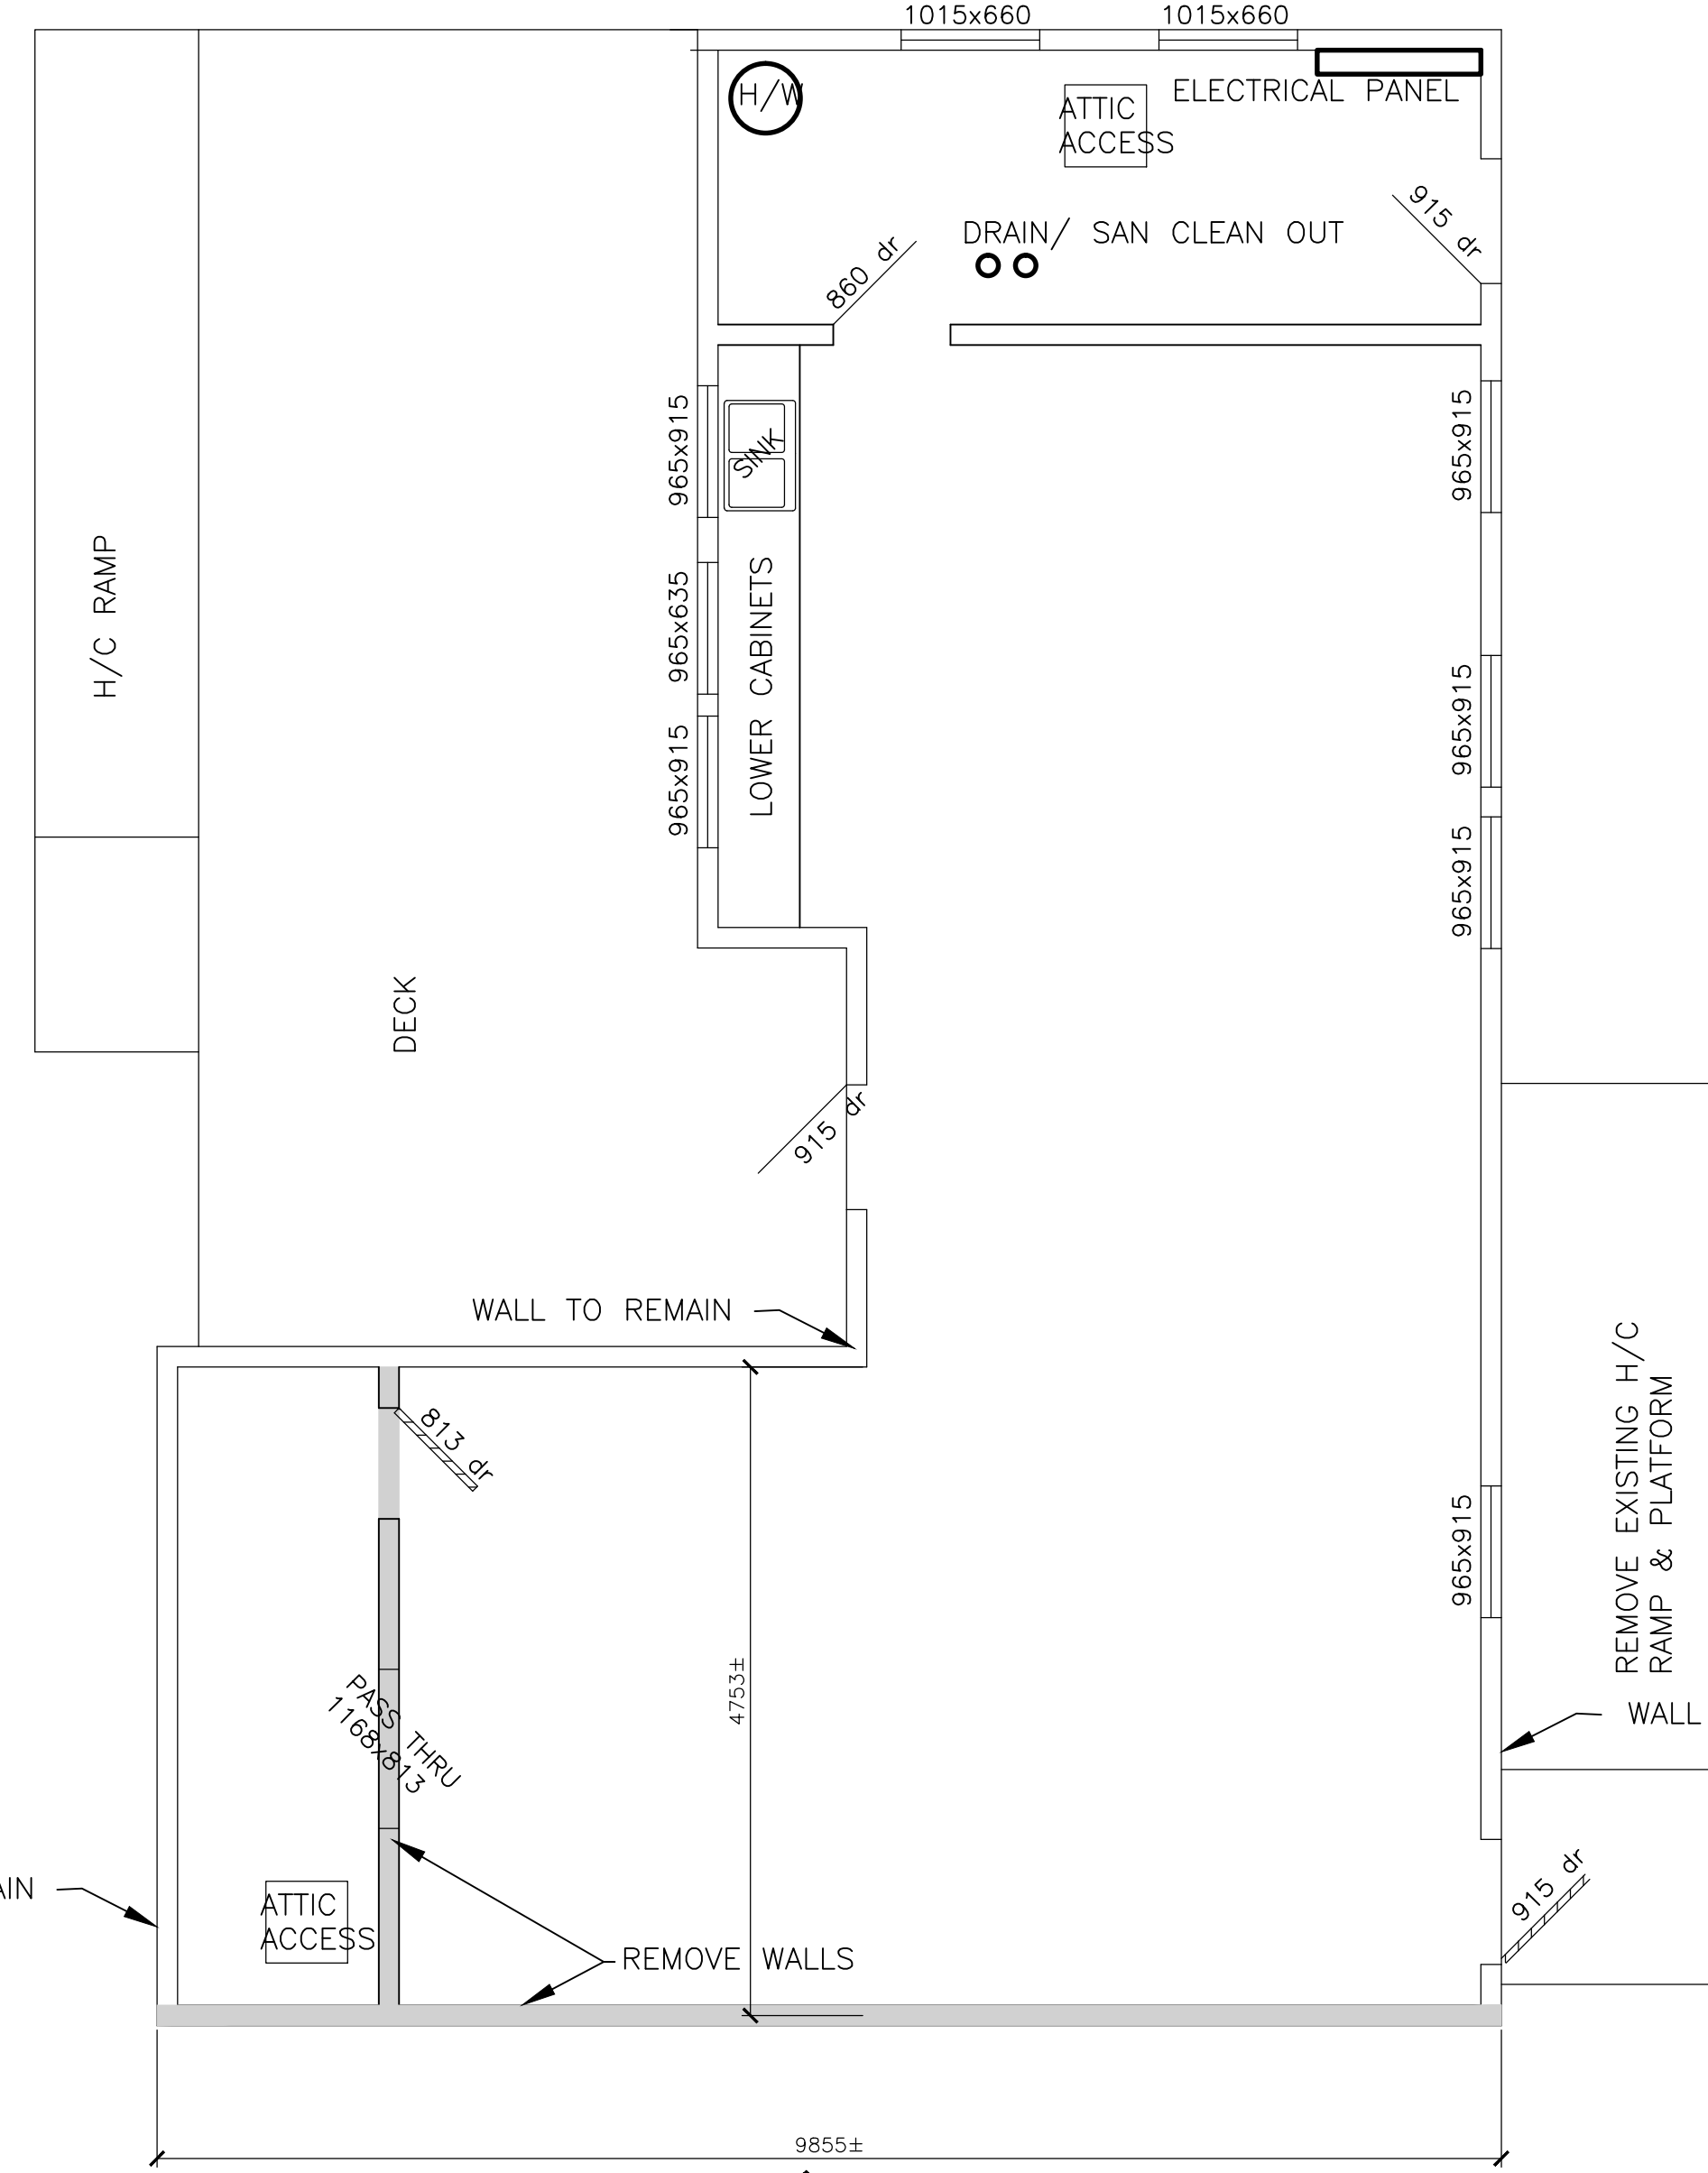 1015x660
1015x660
H/W
ATTIC
ACCESS
ELECTRICAL PANEL
915 dr
DRAIN/ SAN CLEAN OUT
860 dr
965x915
SINK
965x915
H/C RAMP
965x635
LOWER CABINETS
965x915
965x915
965x915
DECK
915 dr
WALL TO REMAIN
813 dr
REMOVE EXISTING H/C
RAMP & PLATFORM
965x915
4753±
PASS THRU
1168x813
WALL
915 dr
ATTIC
ACCESS
REMOVE WALLS
9855±